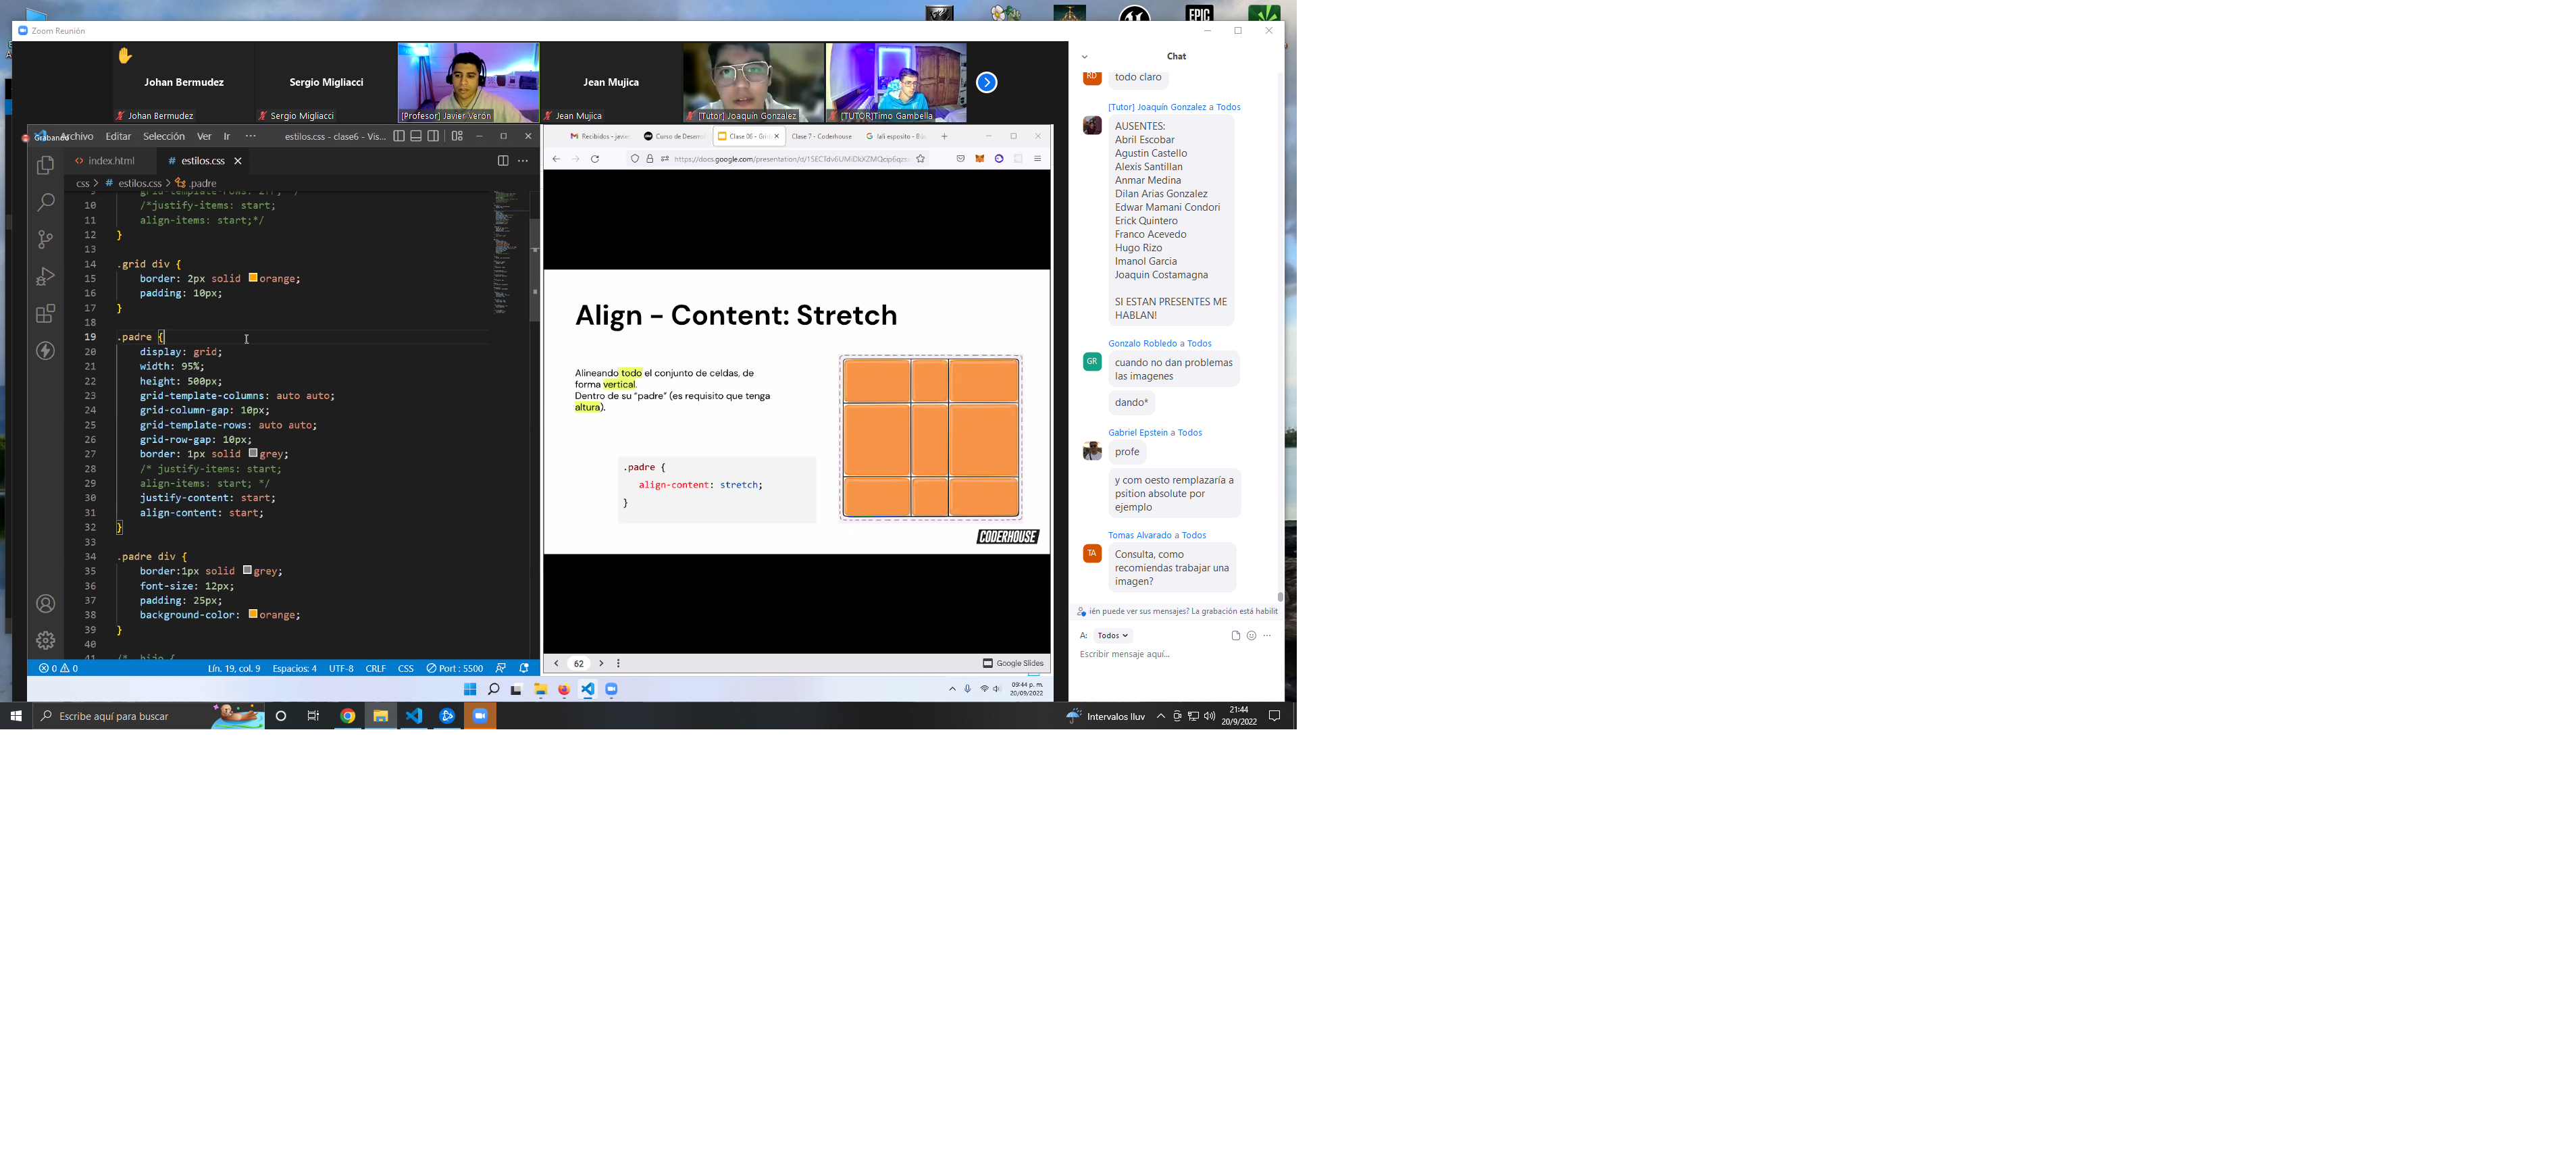 Zoom Reunión
Johan Bermudez
Sergio Migliacci
Jean Mujica
Johan Bermudez
Sergio Migliacci
[Profesor] Javier Verón
Jean Mujica
[Tutor] Joaquín Gonzalez
[TUTOR]Timo Gambella
Grabando
Archivo Editar Selección Ver Ir ··· estilos.css - clase6 - Vis...
index.html
estilos.css
css > # estilos.css > .padre
9 grid-template-rows: 2fr; */
10 /*justify-items: start;
11 align-items: start;*/
12 }
13
14 .grid div {
15 border: 2px solid orange;
16 padding: 10px;
17 }
18
19 .padre {
20 display: grid;
21 width: 95%;
22 height: 500px;
23 grid-template-columns: auto auto;
24 grid-column-gap: 10px;
25 grid-template-rows: auto auto;
26 grid-row-gap: 10px;
27 border: 1px solid grey;
28 /* justify-items: start;
29 align-items: start; */
30 justify-content: start;
31 align-content: start;
32 }
33
34 .padre div {
35 border:1px solid grey;
36 font-size: 12px;
37 padding: 25px;
38 background-color: orange;
39 }
40
41 /* .hijo {
0 0 Lín. 19, col. 9 Espacios: 4 UTF-8 CRLF CSS Port : 5500
Recibidos - javie
Curso de Desarro
Clase 06 - Grids
Clase 7 - Coderhouse
lali esposito - Bús
https://docs.google.com/presentation/d/
Align - Content: Stretch
Alineando todo el conjunto de celdas, de
forma vertical.
Dentro de su "padre" (es requisito que tenga
altura).
.padre {
align-content: stretch;
}
CODERHOUSE
62
Google Slides
09:44 p. m.
20/09/2022
Chat
RD
todo claro
[Tutor] Joaquín Gonzalez a Todos
AUSENTES:
Abril Escobar
Agustin Castello
Alexis Santillan
Anmar Medina
Dilan Arias Gonzalez
Edwar Mamani Condori
Erick Quintero
Franco Acevedo
Hugo Rizo
Imanol Garcia
Joaquin Costamagna
SI ESTAN PRESENTES ME
HABLAN!
Gonzalo Robledo a Todos
GR
cuando no dan problemas
las imagenes
dando*
Gabriel Epstein a Todos
profe
y com oesto remplazaría a
psition absolute por
ejemplo
Tomas Alvarado a Todos
TA
Consulta, como
recomiendas trabajar una
imagen?
ién puede ver sus mensajes? La grabación está habilit
A: Todos
Escribir mensaje aquí...
EPIC
Escribe aquí para buscar
Intervalos lluv
21:44
20/9/2022